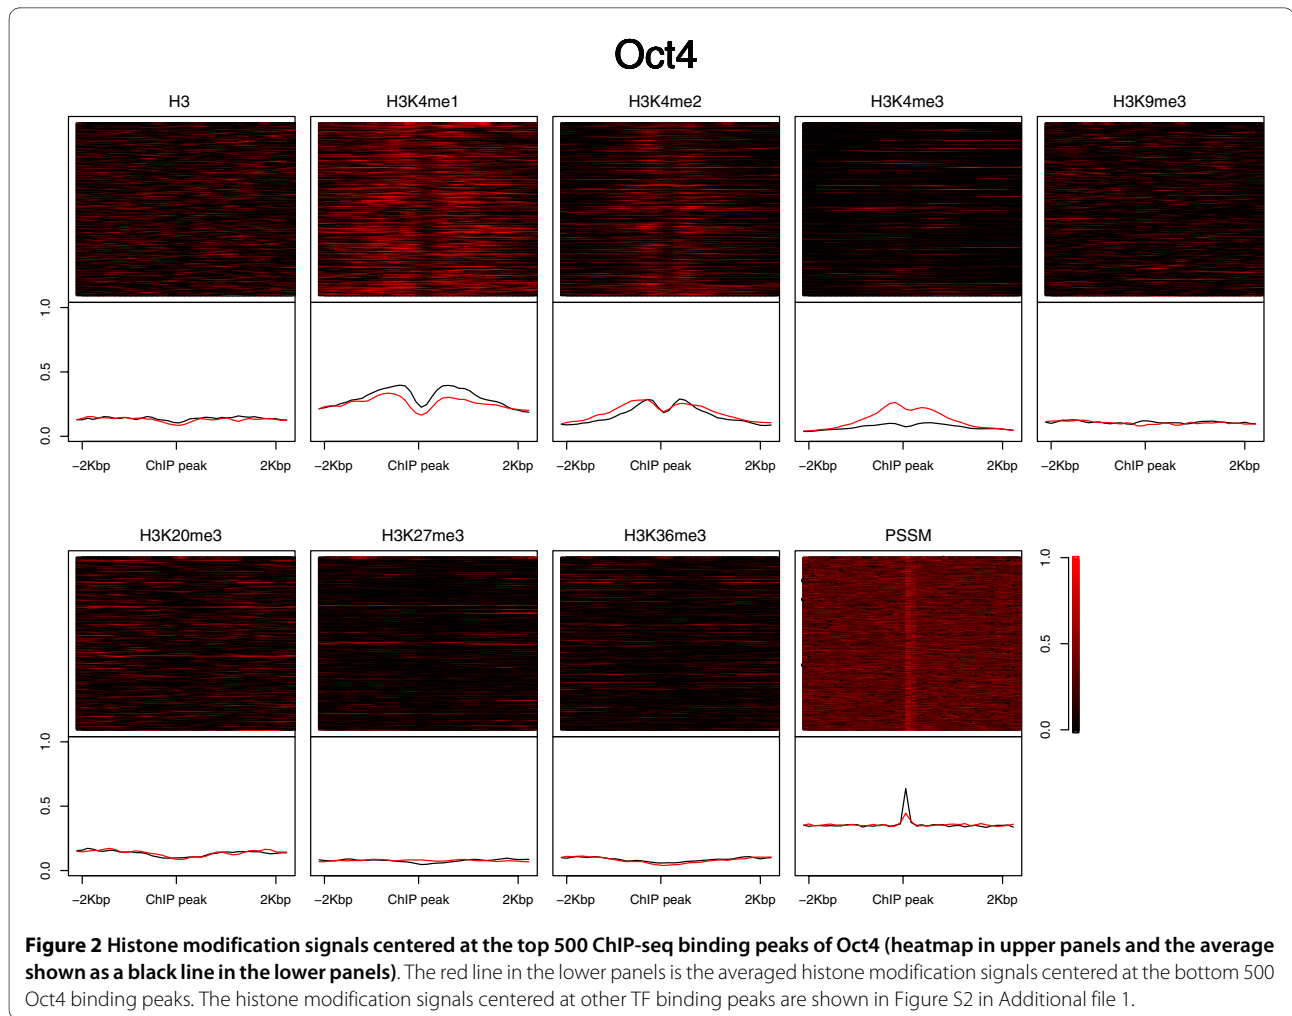 Oct4
H3 H3K4me1 H3K4me2 H3K4me3 H3K9me3
1.0
0.5
0.0
−2Kbp ChIP peak 2Kbp −2Kbp ChIP peak 2Kbp −2Kbp ChIP peak 2Kbp −2Kbp ChIP peak 2Kbp −2Kbp ChIP peak 2Kbp
H3K20me3 H3K27me3 H3K36me3 PSSM
1.0
0.5
0.0
1.0
0.5
0.0
−2Kbp ChIP peak 2Kbp −2Kbp ChIP peak 2Kbp −2Kbp ChIP peak 2Kbp −2Kbp ChIP peak 2Kbp
Figure 2 Histone modification signals centered at the top 500 ChIP-seq binding peaks of Oct4 (heatmap in upper panels and the average
shown as a black line in the lower panels). The red line in the lower panels is the averaged histone modification signals centered at the bottom 500
Oct4 binding peaks. The histone modification signals centered at other TF binding peaks are shown in Figure S2 in Additional file 1.